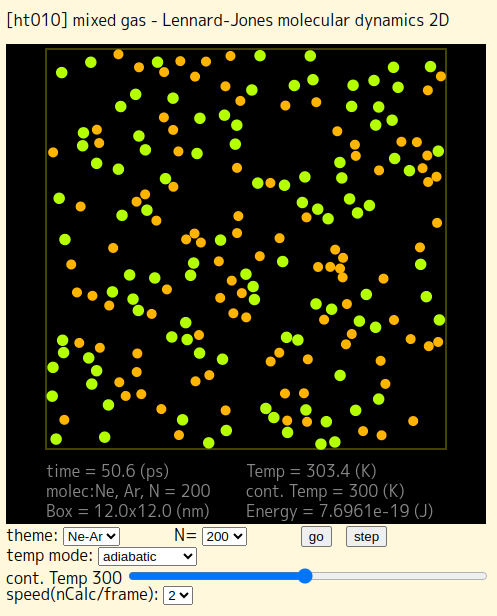 [ht010] mixed gas - Lennard-Jones molecular dynamics 2D
time = 50.6 (ps) Temp = 303.4 (K)
molec:Ne, Ar, N = 200 cont. Temp = 300 (K)
Box = 12.0x12.0 (nm) Energy = 7.6961e-19 (J)
theme: Ne-Ar N= 200 go step
temp mode: adiabatic
cont. Temp 300
speed(nCalc/frame): 2